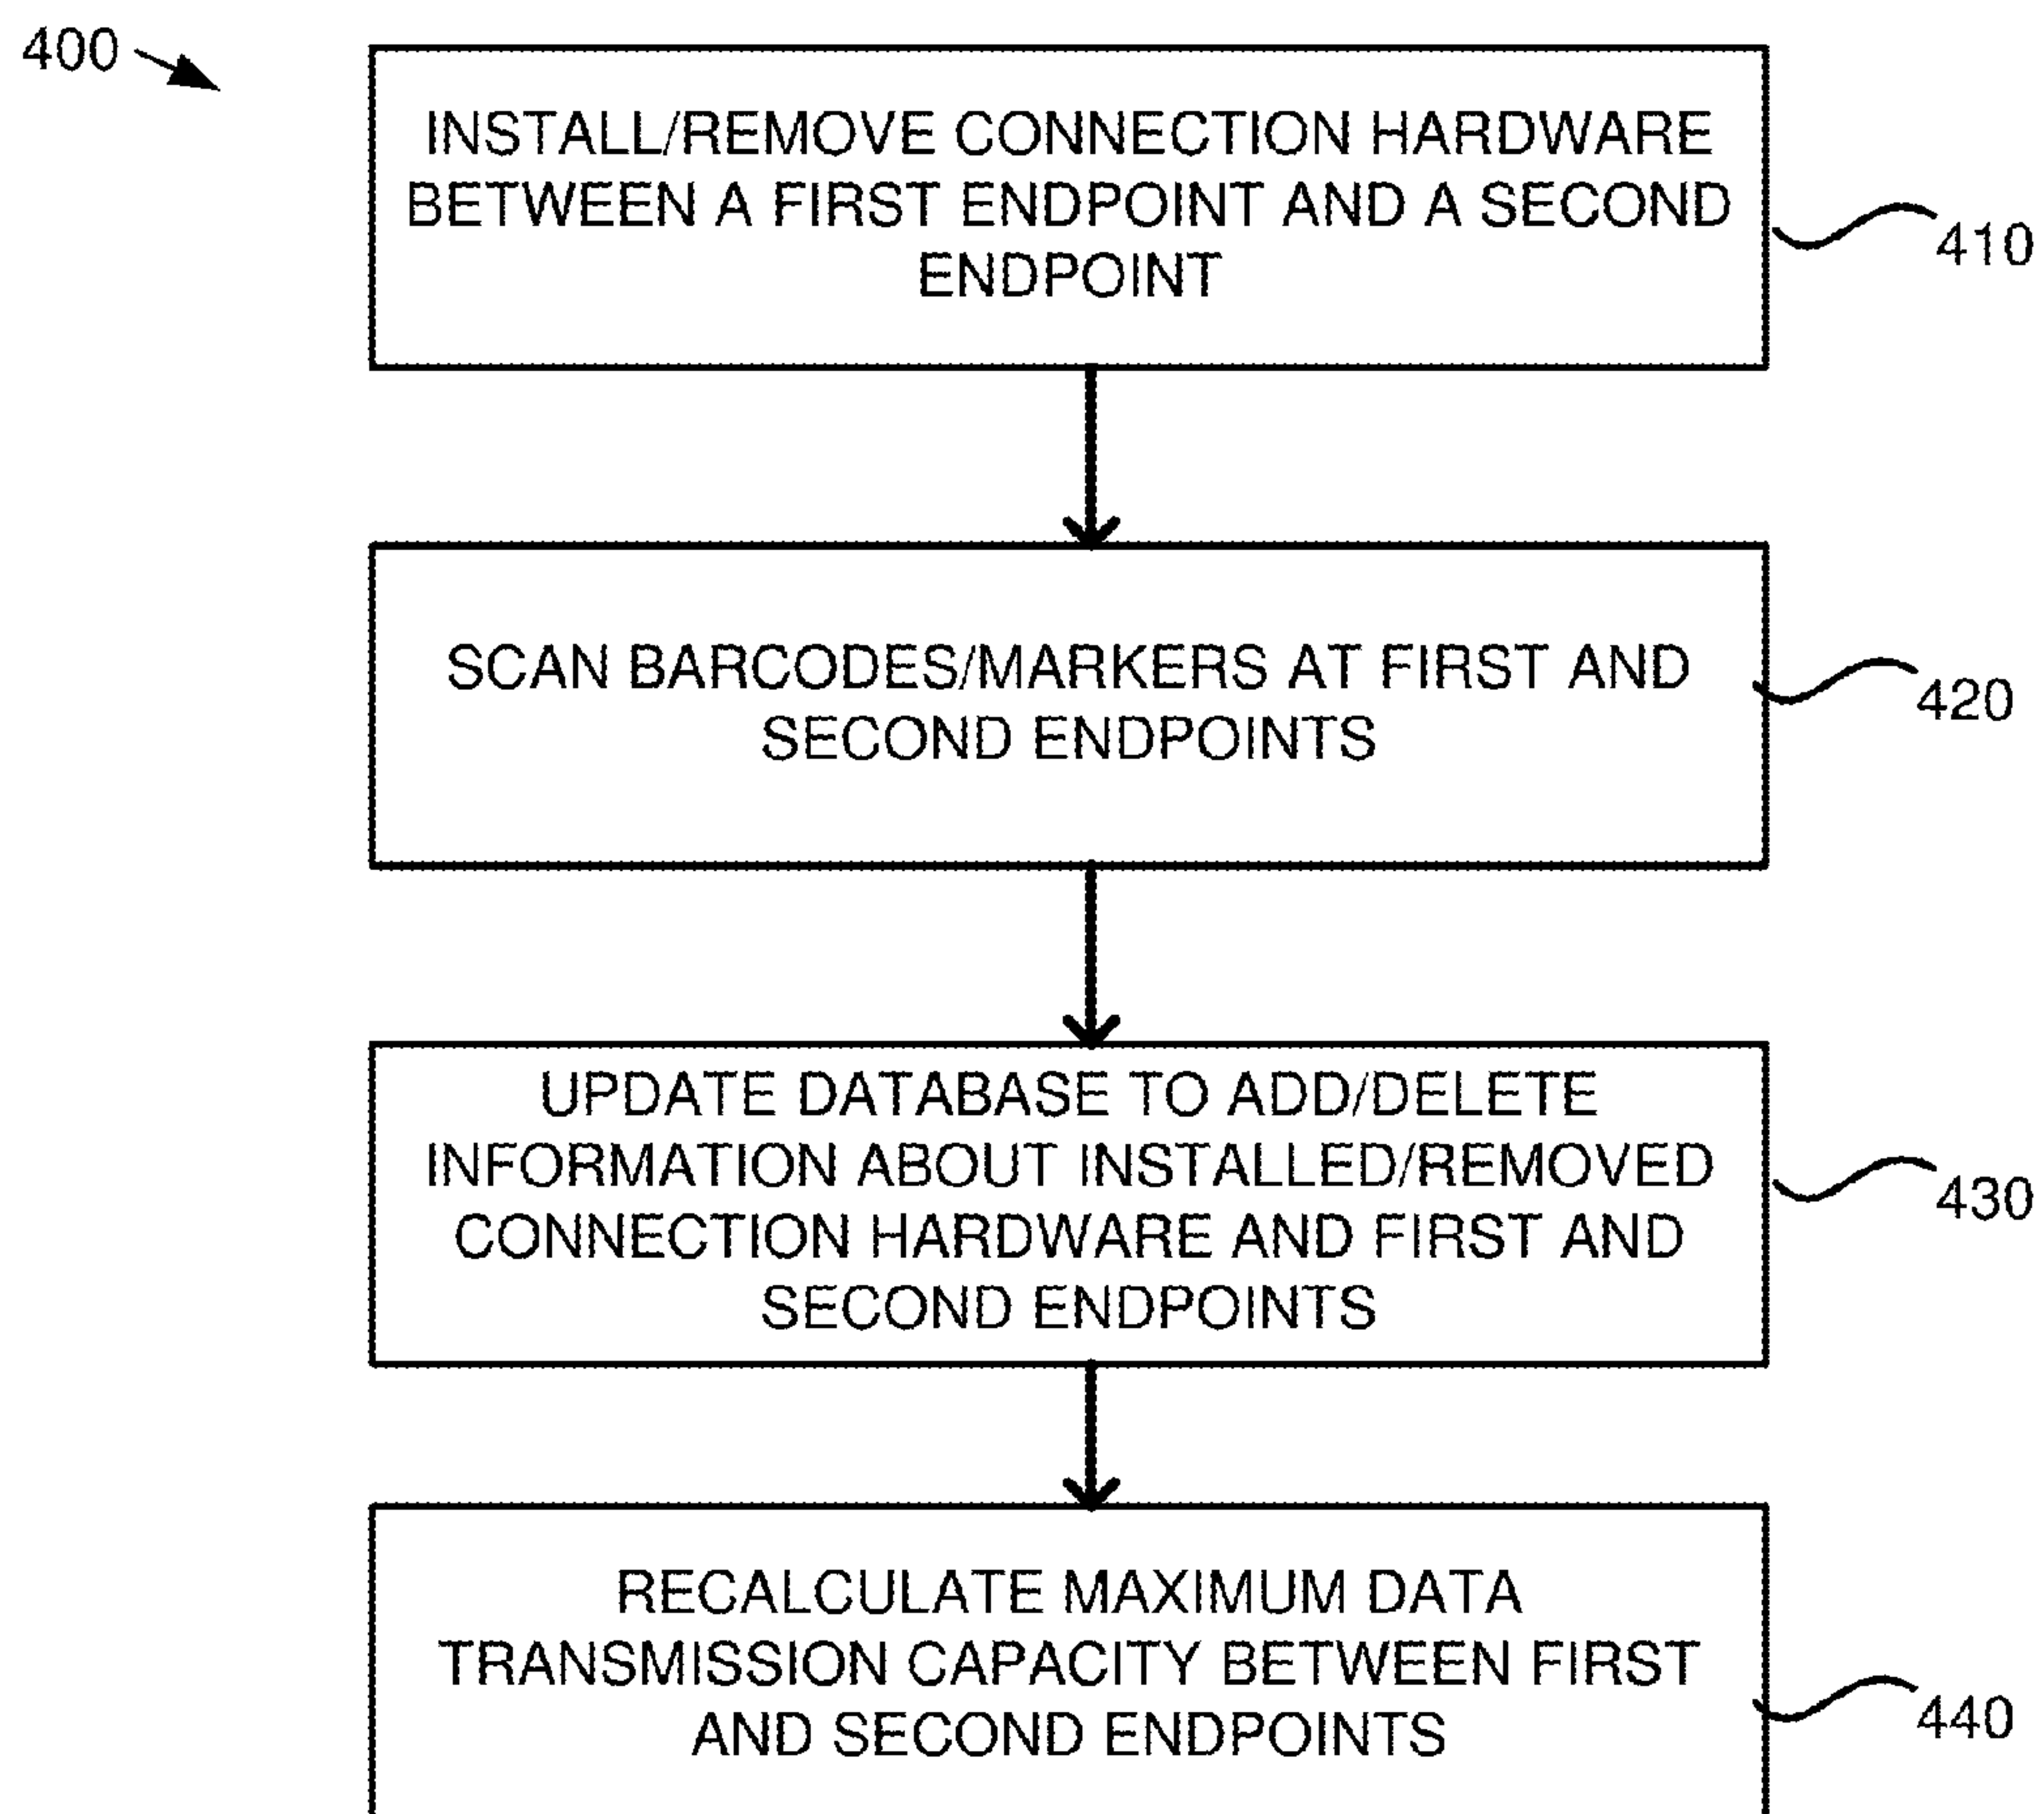 400
INSTALL/REMOVE CONNECTION HARDWARE
BETWEEN A FIRST ENDPOINT AND A SECOND
ENDPOINT
410
SCAN BARCODES/MARKERS AT FIRST AND
SECOND ENDPOINTS
420
UPDATE DATABASE TO ADD/DELETE
INFORMATION ABOUT INSTALLED/REMOVED
CONNECTION HARDWARE AND FIRST AND
SECOND ENDPOINTS
430
RECALCULATE MAXIMUM DATA
TRANSMISSION CAPACITY BETWEEN FIRST
AND SECOND ENDPOINTS
440